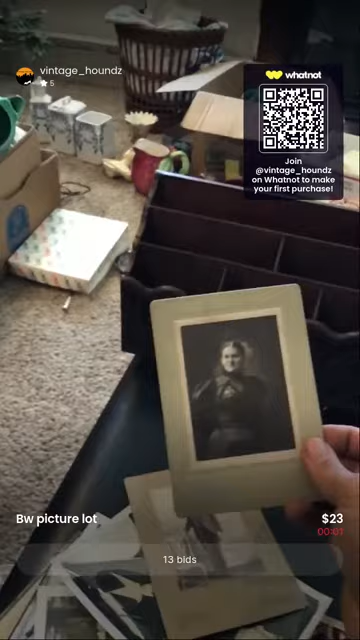 vintage_houndz
5
whatnot
Join
@vintage_houndz
on Whatnot to make
your first purchase!
Bw picture lot
$23
00:01
13 bids